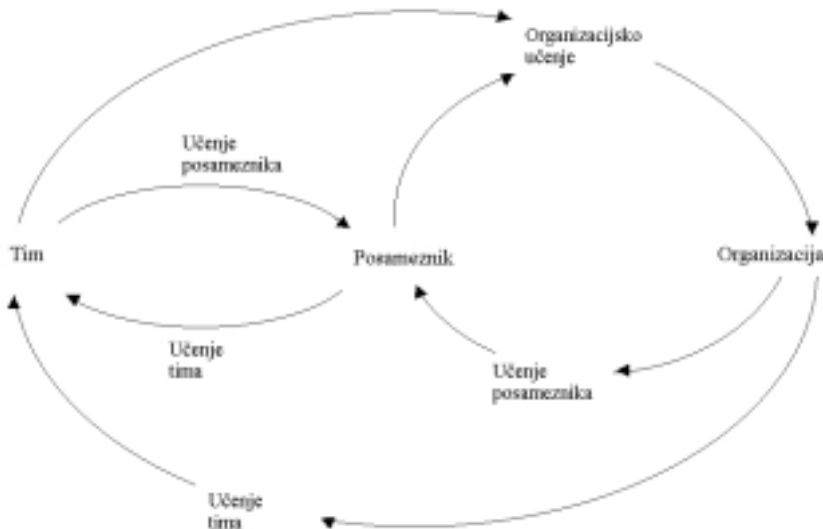 Organizacijsko
učenje
Učenje
posameznika
Tim
Posameznik
Organizacija
Učenje
tima
Učenje
posameznika
Učenje
tima